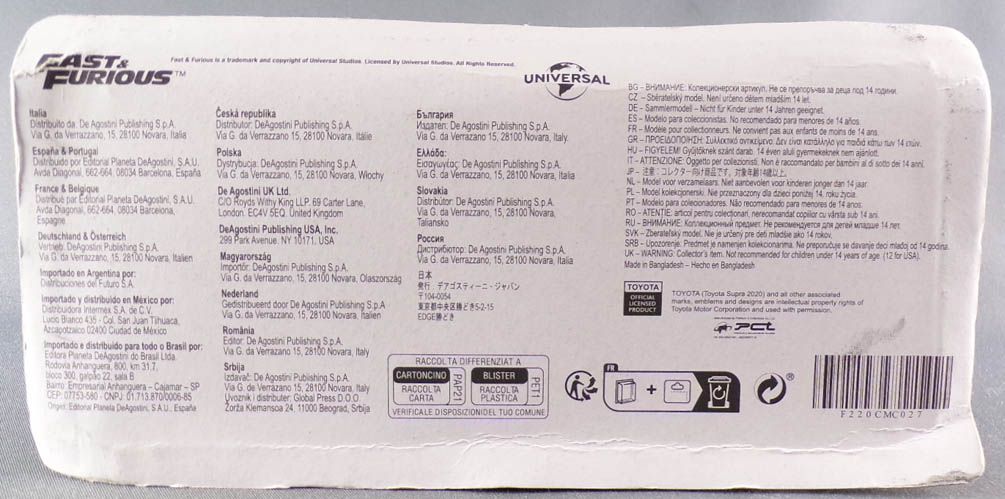 FAST &
FURIOUS™
Fast & Furious is a trademark and copyright of Universal Studios. Licensed by Universal Studios. All Rights Reserved.
UNIVERSAL
Italia
Distribuito da: De Agostini Publishing S.p.A.
Via G. da Verrazzano, 15, 28100 Novara, Italia
España & Portugal
Distribuido por Editorial Planeta DeAgostini, S.A.U.
Avda Diagonal, 662-664, 08034 Barcelona, España
France & Belgique
Distribué par Editorial Planeta DeAgostini, S.A.U.
Avda Diagonal, 662-664, 08034 Barcelona,
Espagne
Deutschland & Österreich
Vertrieb: DeAgostini Publishing S.p.A.
Via G. da Verrazano, 15, 28100 Novara, Italien
Importado en Argentina por:
Distribuciones del Futuro S.A.
Importado y distribuido en México por:
Distribuidora Intermex S.A. de C.V.
Lucio Blanco 435 - Col. San Juan Tlihuaca,
Azcapotzalco 02400 Ciudad de México
Importado e distribuido para todo o Brasil por:
Editora Planeta DeAgostini do Brasil Ltda.
Rodovia Anhanguera, 800, km 31,7,
bloco 300, galpão 22, sala B
Bairro: Empresarial Anhanguera – Cajamar – SP
CEP: 07753-580 - CNPJ: 01.713.870/0006-85
Origen: Editorial Planeta DeAgostini, S.A.U., España
Česká republika
Distributor: DeAgostini Publishing S.p.A.
Via G. da Verrazzano, 15, 28100 Novara, Itálie
Polska
Dystrybucja: DeAgostini Publishing S.p.A.
Via G. da Verrazzano, 15, 28100 Novara, Włochy
De Agostini UK Ltd.
C/O Royds Withy King LLP. 69 Carter Lane,
London. EC4V 5EQ. United Kingdom
DeAgostini Publishing USA, Inc.
299 Park Avenue. NY 10171. USA
Magyarország
Importőr: DeAgostini Publishing S.p.A.
Via G. da Verrazano, 15, 28100 Novara, Olaszország
Nederland
Gedistribueerd door De Agostini Publishing S.p.A.
Via G. da Verrazano, 15, 28100 Novara, Italien
România
Editor: De Agostini Publishing S.p.A.
Via G. da Verrazano, 15, 28100 Novara, Italia
Srbija
Izdavač: De Agostini Publishing S.p.A.
Via G. da Verrazano, 15, 28100 Novara, Italy
Uvoznik i distributer: Global Press D.O.O.
Žorža Klemansoa 24, 11000 Beograd, Srbija
България
Издател: De Agostini Publishing S.p.A.
Via G. da Verrazzano, 15, 28100 Novara, Italy.
Ελλάδα:
Εισαγωγέας: De Agostini Publishing S.p.A.
Via G. da Verrazano, 15, 28100 Novara, Italy
Slovakia
Distribútor: De Agostini Publishing S.p.A.
Via G. da Verrazano, 15, 28100 Novara,
Taliansko
Россия
Дистрибютор: De Agostini Publishing S.p.A.
Via G. da Verrazano, 15, 28100 Novara, Italia
日本
発行 . デアゴスティーニ・ジャパン
〒104-0054
東京都中央区勝どき5-2-15
EDGE勝どき
BG – ВНИМАНИЕ: Колекционерски артикул. Не се препоръчва за деца под 14 години.
CZ – Sběratelský model. Není určeno dětem mladším 14 let.
DE – Sammlermodell - Nicht für Kinder unter 14 Jahren geeignet.
ES – Modelo para coleccionistas. No recomendado para menores de 14 años.
FR – Modèle pour collectionneurs. Ne convient pas aux enfants de moins de 14 ans.
GR – ΠΡΟΕΙΔΟΠΟΙΗΣΗ: Συλλεκτικό αντικείμενο. Δεν είναι κατάλληλο για παιδιά κάτω των 14 ετών.
HU – FIGYELEM! Gyűjtőknek szánt darab. 14 éven aluli gyermekeknek nem ajánlott.
IT – ATTENZIONE: Oggetto per collezionisti. Non è raccomandato per bambini al di sotto dei 14 anni.
JP – 注意：コレクター向け商品です。対象年齢14歳以上。
NL – Model voor verzamelaars. Niet aanbevolen voor kinderen jonger dan 14 jaar.
PL – Model kolekcjonerski. Nie przeznaczony dla dzieci poniżej 14. roku życia.
PT – Modelo para colecionadores. Não recomendado para menores de 14 anos.
RO – ATENȚIE: articol pentru colecționari, nerecomandat copiilor cu vârsta sub 14 ani.
RU – ВНИМАНИЕ: Коллекционный предмет. Не рекомендуется для детей младше 14 лет.
SVK – Zberateľský model. Nie je určený pre deti mladšie ako 14 rokov.
SRB - Upozorenje. Predmet je namenjen kolekcionarima. Ne preporučuje se davanje deci mladoj od 14 godina.
UK – WARNING: Collector's item. Not recommended for children under 14 years of age. (12 for USA).
Made in Bangladesh – Hecho en Bangladesh
TOYOTA
OFFICIAL
LICENSED
PRODUCT
TOYOTA (Toyota Supra 2020) and all other associated
marks, emblems and designs are intellectual property rights of
Toyota Motor Corporation and used with permission.
PCT
RACCOLTA DIFFERENZIATA
CARTONCINO
RACCOLTA
CARTA
PAP21
BLISTER
RACCOLTA
PLASTICA
PET1
VERIFICALE DISPOSIZIONI DEL TUO COMUNE
FR
+
®
F220CMC027